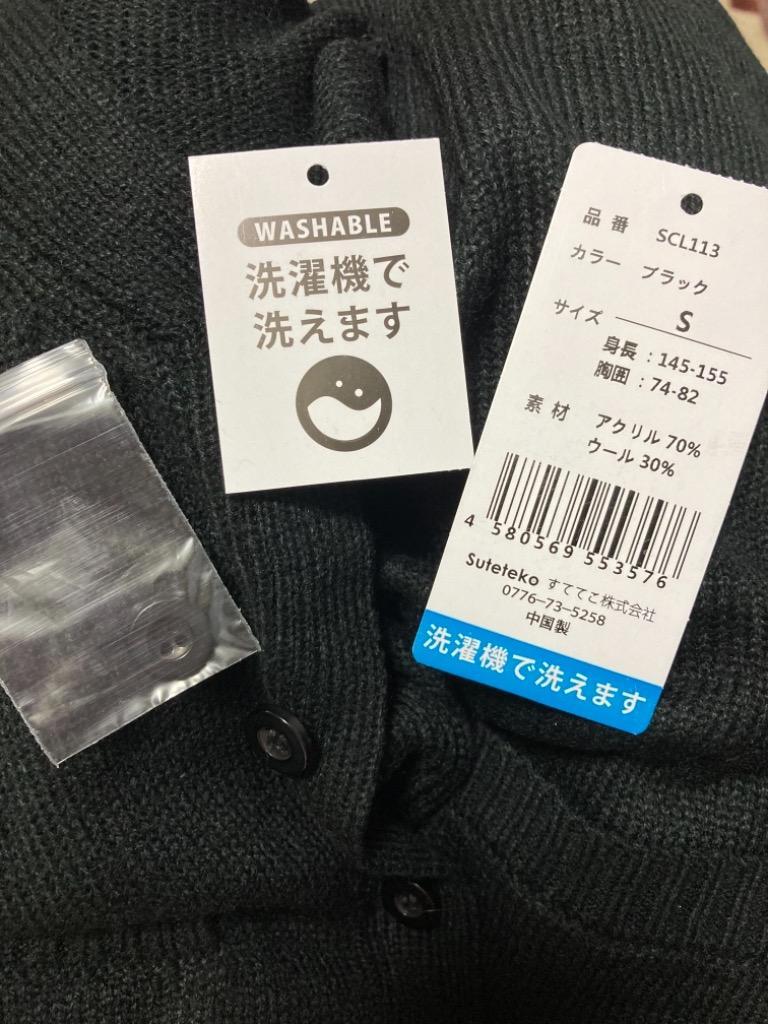 WASHABLE
洗濯機で
洗えます
品番 SCL113
カラー ブラック
サイズ S
身長：145-155
胸囲：74-82
素材 アクリル 70%
ウール 30%
4 580569 553576
Suteteko すててこ株式会社
0776-73-5258
中国製
洗濯機で洗えます